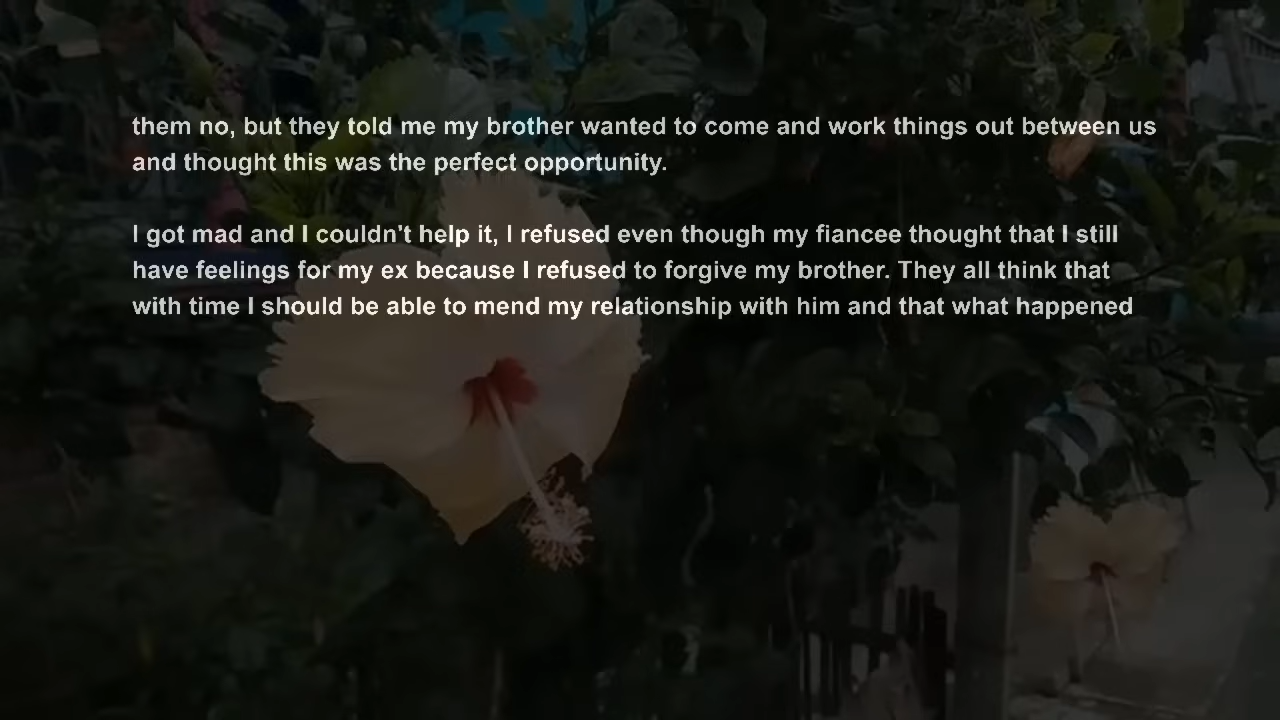 them no, but they told me my brother wanted to come and work things out between us
and thought this was the perfect opportunity.
I got mad and I couldn't help it, I refused even though my fiancee thought that I still
have feelings for my ex because I refused to forgive my brother. They all think that
with time I should be able to mend my relationship with him and that what happened